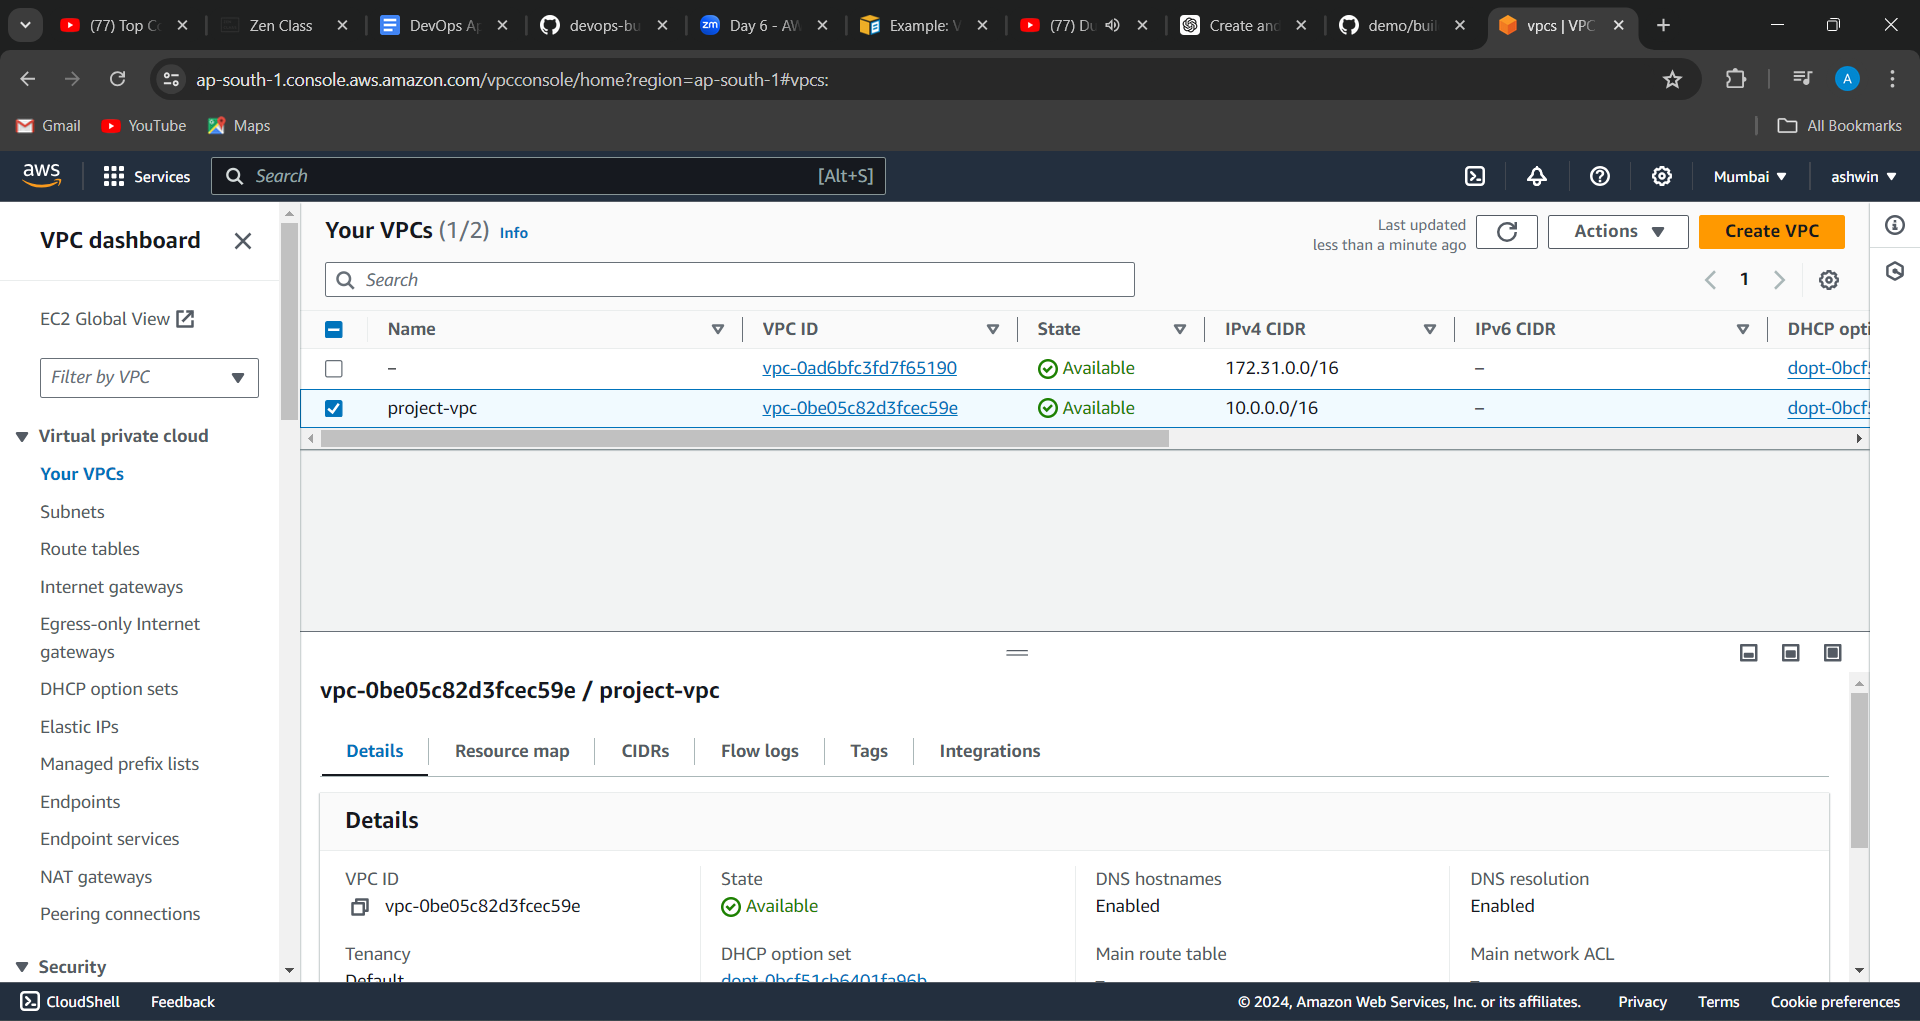 (77) Top Co
Zen Class
DevOps Ap
devops-bu
Day 6 - AW
Example: V
(77) Du
Create and
demo/buil
vpcs | VPC
ap-south-1.console.aws.amazon.com/vpcconsole/home?region=ap-south-1#vpcs:
A
Gmail
YouTube
Maps
All Bookmarks
aws
Services
Search
[Alt+S]
Mumbai
ashwin
VPC dashboard
EC2 Global View
Filter by VPC
Virtual private cloud
Your VPCs
Subnets
Route tables
Internet gateways
Egress-only Internet
gateways
DHCP option sets
Elastic IPs
Managed prefix lists
Endpoints
Endpoint services
NAT gateways
Peering connections
Security
Your VPCs (1/2) Info
Last updated
less than a minute ago
Actions
Create VPC
Search
1
Name VPC ID State IPv4 CIDR IPv6 CIDR DHCP opti
– vpc-0ad6bfc3fd7f65190 Available 172.31.0.0/16 – dopt-0bcf5
project-vpc vpc-0be05c82d3fcec59e Available 10.0.0.0/16 – dopt-0bcf5
vpc-0be05c82d3fcec59e / project-vpc
Details Resource map CIDRs Flow logs Tags Integrations
Details
VPC ID
vpc-0be05c82d3fcec59e
State
Available
DNS hostnames
Enabled
DNS resolution
Enabled
Tenancy
Default
DHCP option set
dopt-0bcf51cb6401fa96b
Main route table
Main network ACL
CloudShell
Feedback
© 2024, Amazon Web Services, Inc. or its affiliates.
Privacy
Terms
Cookie preferences